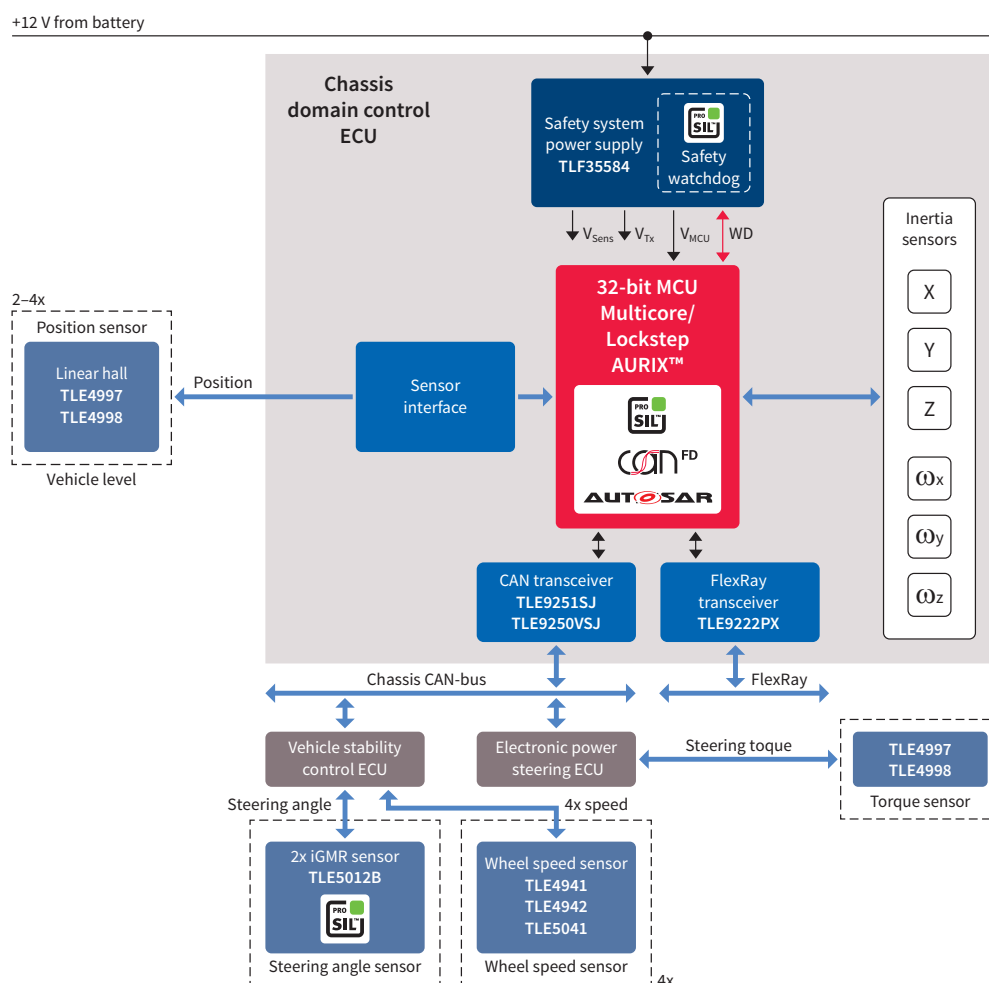 +12 V from battery
Chassis
domain control
ECU
Safety system
power supply
TLF35584
PRO
SIL™
Safety
watchdog
VSens
VTx
VMCU
WD
Inertia
sensors
X
Y
Z
ωx
ωy
ωz
32-bit MCU
Multicore/
Lockstep
AURIX™
PRO
SIL™
CAN FD
AUTOSAR
2–4x
Position sensor
Linear hall
TLE4997
TLE4998
Vehicle level
Position
Sensor
interface
CAN transceiver
TLE9251SJ
TLE9250VSJ
FlexRay
transceiver
TLE9222PX
Chassis CAN-bus
FlexRay
Vehicle stability
control ECU
Electronic power
steering ECU
Steering toque
TLE4997
TLE4998
Torque sensor
Steering angle
4x speed
2x iGMR sensor
TLE5012B
PRO
SIL™
Steering angle sensor
Wheel speed sensor
TLE4941
TLE4942
TLE5041
Wheel speed sensor
4x